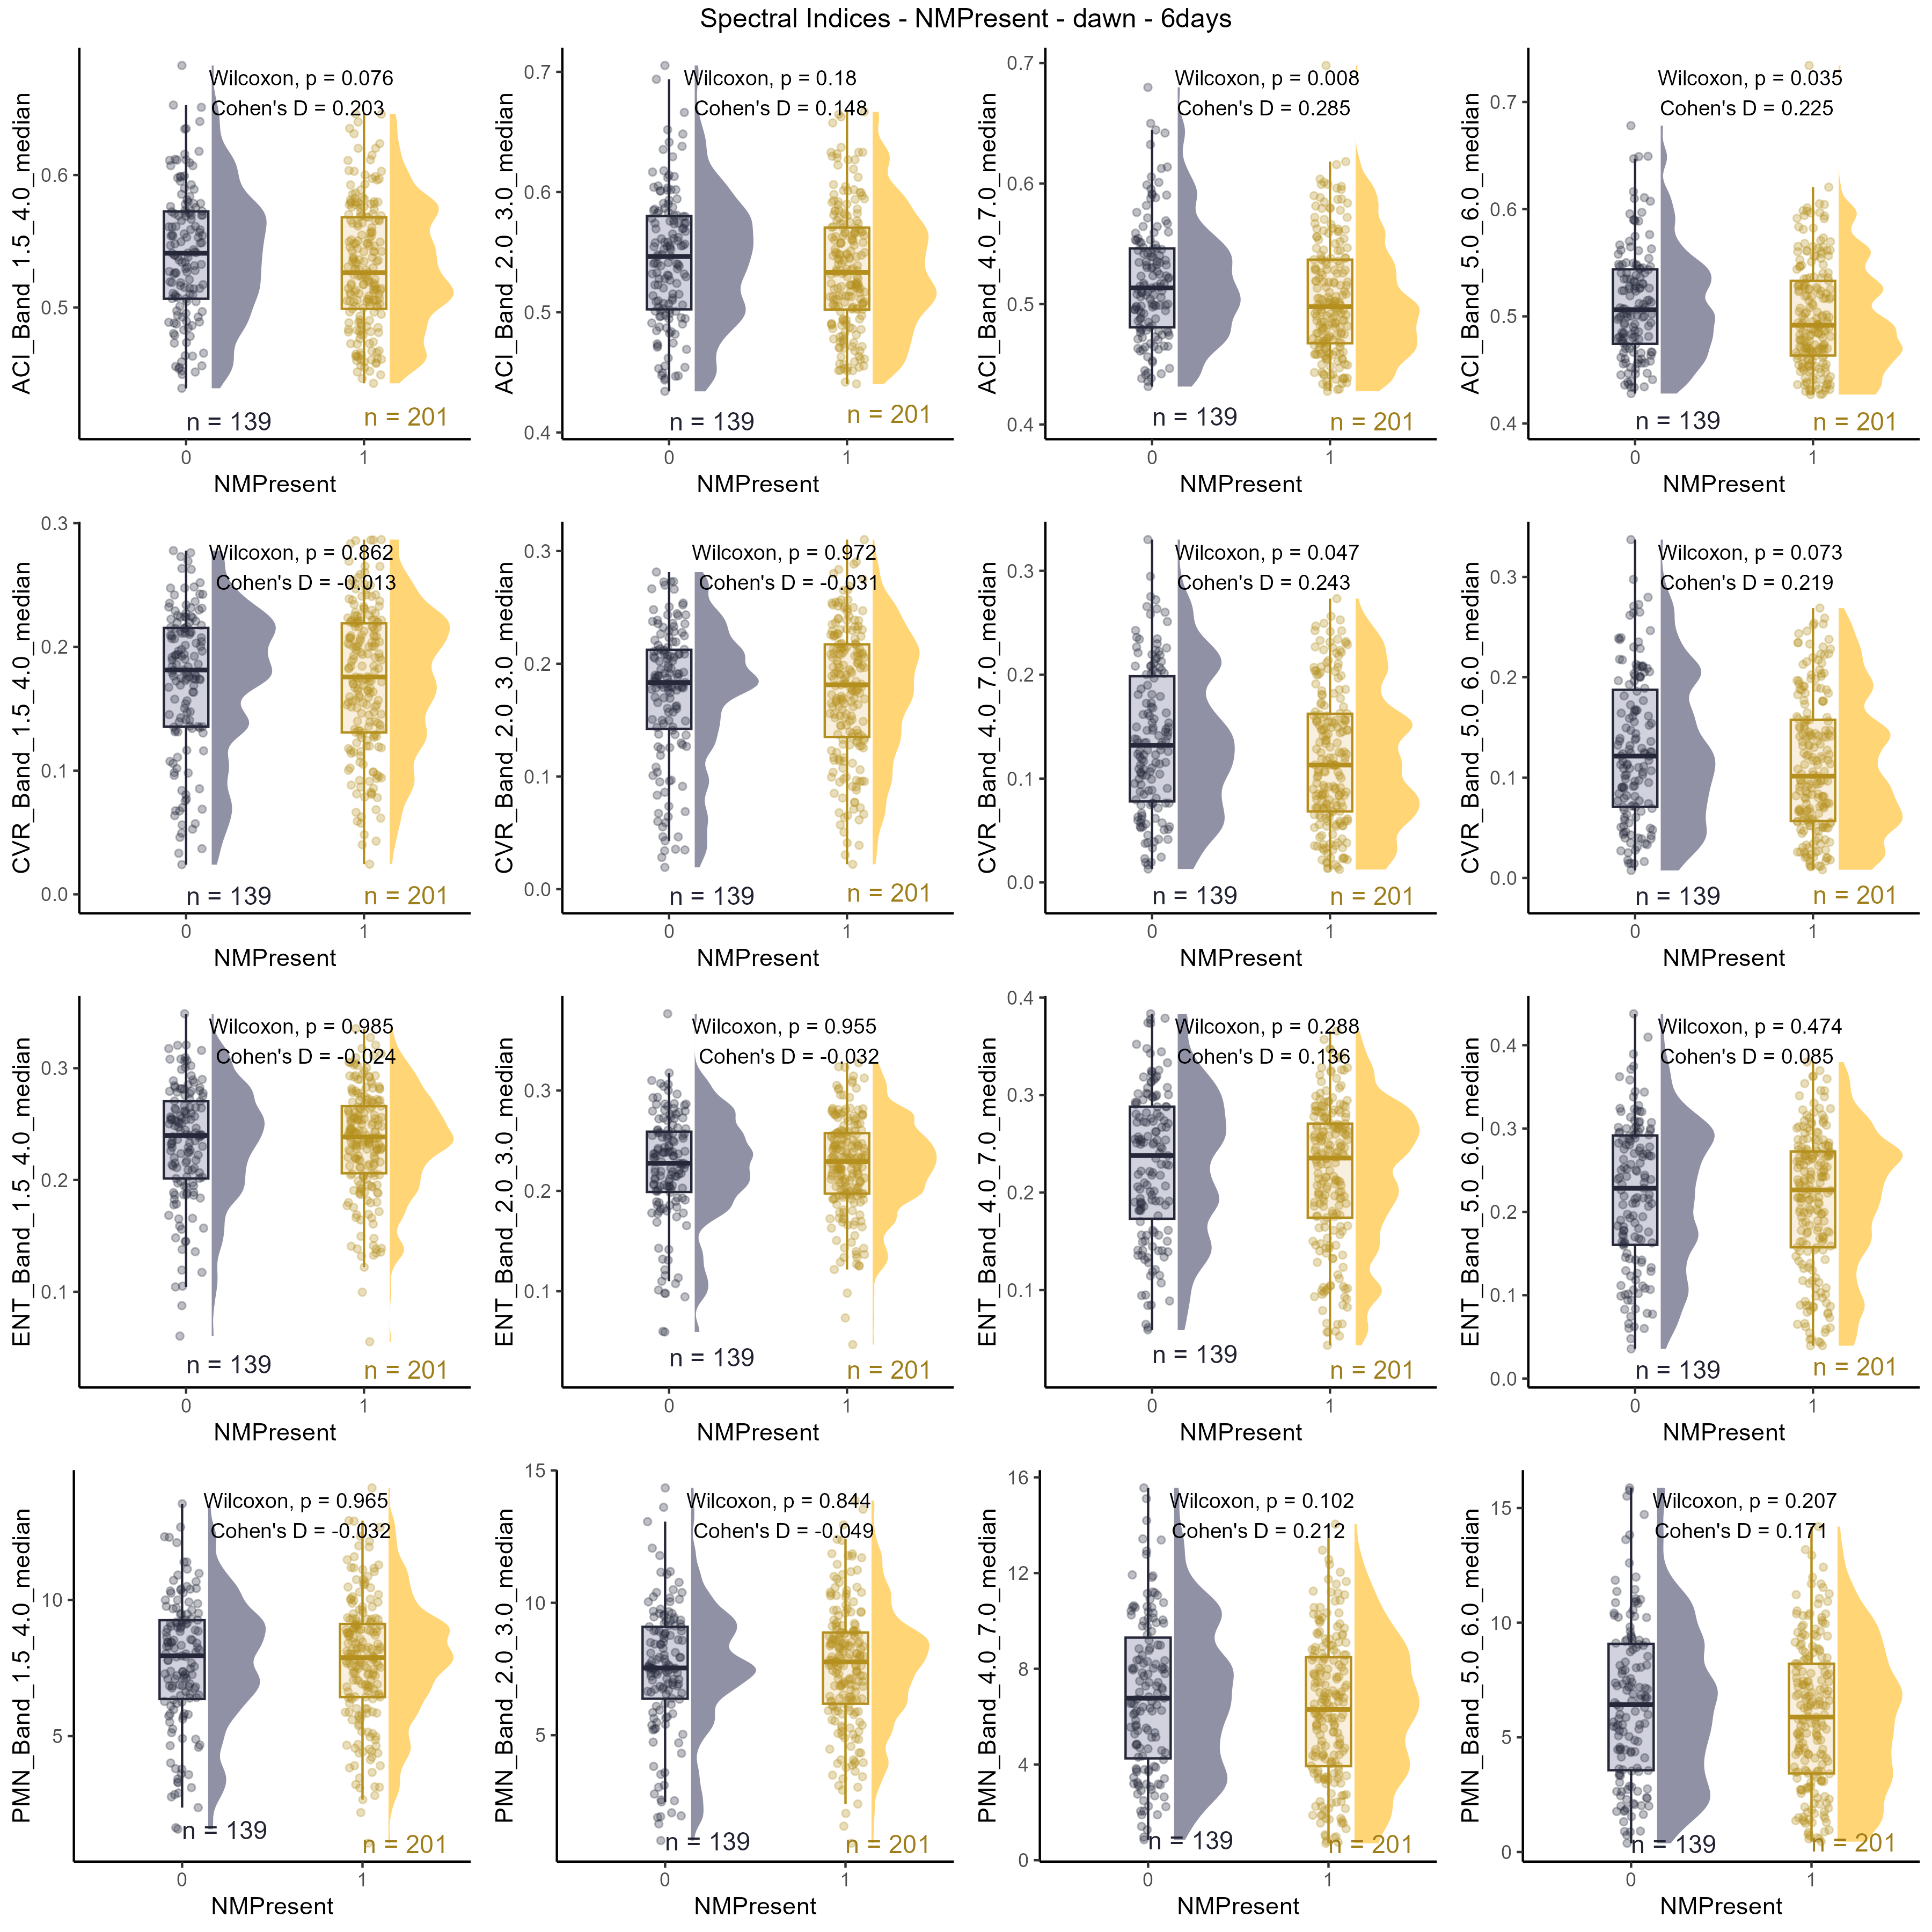 Spectral Indices - NMPresent - dawn - 6days
ACI_Band_1.5_4.0_median
0.6
0.5
Wilcoxon, p = 0.076
Cohen's D = 0.203
n = 139
n = 201
0
1
NMPresent
ACI_Band_2.0_3.0_median
0.7
0.6
0.5
0.4
Wilcoxon, p = 0.18
Cohen's D = 0.148
n = 139
n = 201
0
1
NMPresent
ACI_Band_4.0_7.0_median
0.7
0.6
0.5
0.4
Wilcoxon, p = 0.008
Cohen's D = 0.285
n = 139
n = 201
0
1
NMPresent
ACI_Band_5.0_6.0_median
0.7
0.6
0.5
0.4
Wilcoxon, p = 0.035
Cohen's D = 0.225
n = 139
n = 201
0
1
NMPresent
CVR_Band_1.5_4.0_median
0.3
0.2
0.1
0.0
Wilcoxon, p = 0.862
Cohen's D = -0.013
n = 139
n = 201
0
1
NMPresent
CVR_Band_2.0_3.0_median
0.3
0.2
0.1
0.0
Wilcoxon, p = 0.972
Cohen's D = -0.031
n = 139
n = 201
0
1
NMPresent
CVR_Band_4.0_7.0_median
0.3
0.2
0.1
0.0
Wilcoxon, p = 0.047
Cohen's D = 0.243
n = 139
n = 201
0
1
NMPresent
CVR_Band_5.0_6.0_median
0.3
0.2
0.1
0.0
Wilcoxon, p = 0.073
Cohen's D = 0.219
n = 139
n = 201
0
1
NMPresent
ENT_Band_1.5_4.0_median
0.3
0.2
0.1
Wilcoxon, p = 0.985
Cohen's D = -0.024
n = 139
n = 201
0
1
NMPresent
ENT_Band_2.0_3.0_median
0.3
0.2
0.1
Wilcoxon, p = 0.955
Cohen's D = -0.032
n = 139
n = 201
0
1
NMPresent
ENT_Band_4.0_7.0_median
0.4
0.3
0.2
0.1
Wilcoxon, p = 0.288
Cohen's D = 0.136
n = 139
n = 201
0
1
NMPresent
ENT_Band_5.0_6.0_median
0.4
0.3
0.2
0.1
0.0
Wilcoxon, p = 0.474
Cohen's D = 0.085
n = 139
n = 201
0
1
NMPresent
PMN_Band_1.5_4.0_median
10
5
Wilcoxon, p = 0.965
Cohen's D = -0.032
n = 139
n = 201
0
1
NMPresent
PMN_Band_2.0_3.0_median
15
10
5
Wilcoxon, p = 0.844
Cohen's D = -0.049
n = 139
n = 201
0
1
NMPresent
PMN_Band_4.0_7.0_median
16
12
8
4
0
Wilcoxon, p = 0.102
Cohen's D = 0.212
n = 139
n = 201
0
1
NMPresent
PMN_Band_5.0_6.0_median
15
10
5
0
Wilcoxon, p = 0.207
Cohen's D = 0.171
n = 139
n = 201
0
1
NMPresent